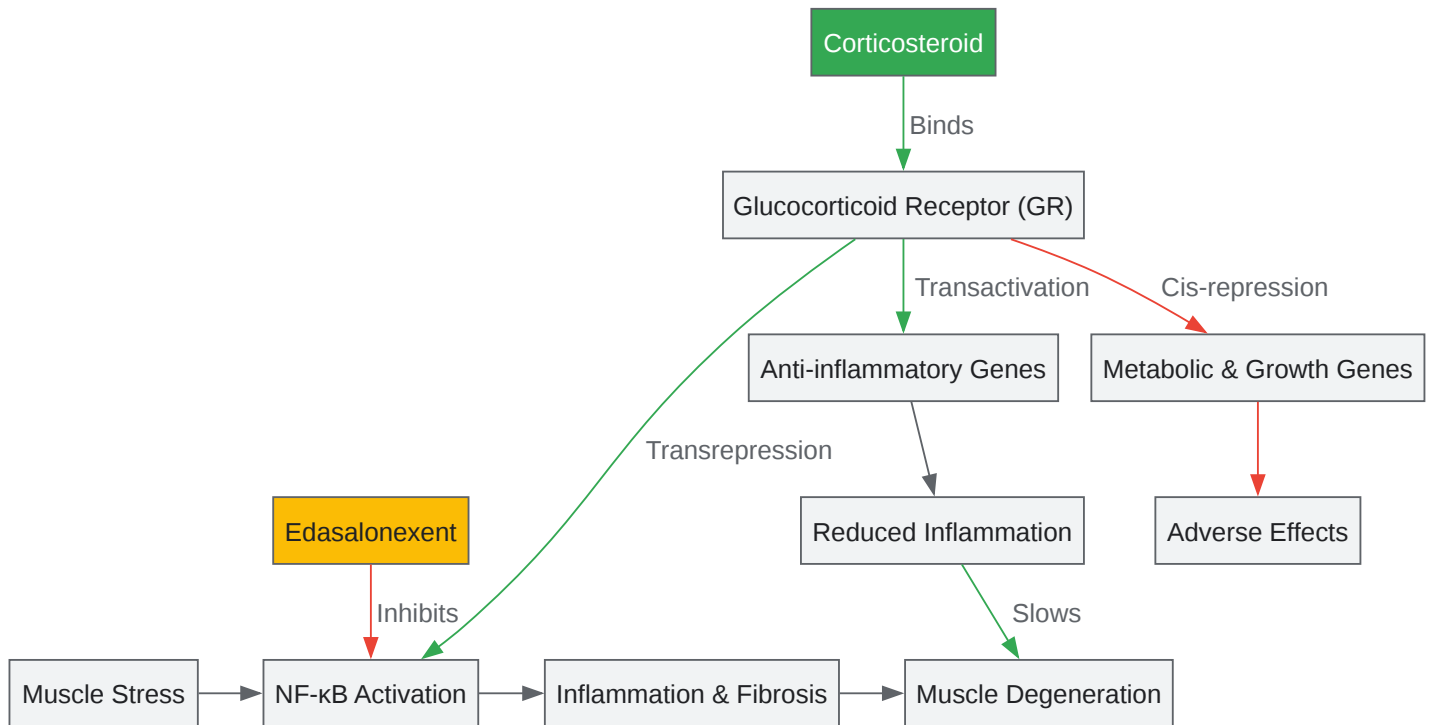 Corticosteroid
Binds
Glucocorticoid Receptor (GR)
Transactivation
Cis-repression
Anti-inflammatory Genes
Metabolic & Growth Genes
Transrepression
Edasalonexent
Reduced Inflammation
Adverse Effects
Inhibits
Slows
Muscle Stress
NF-κB Activation
Inflammation & Fibrosis
Muscle Degeneration